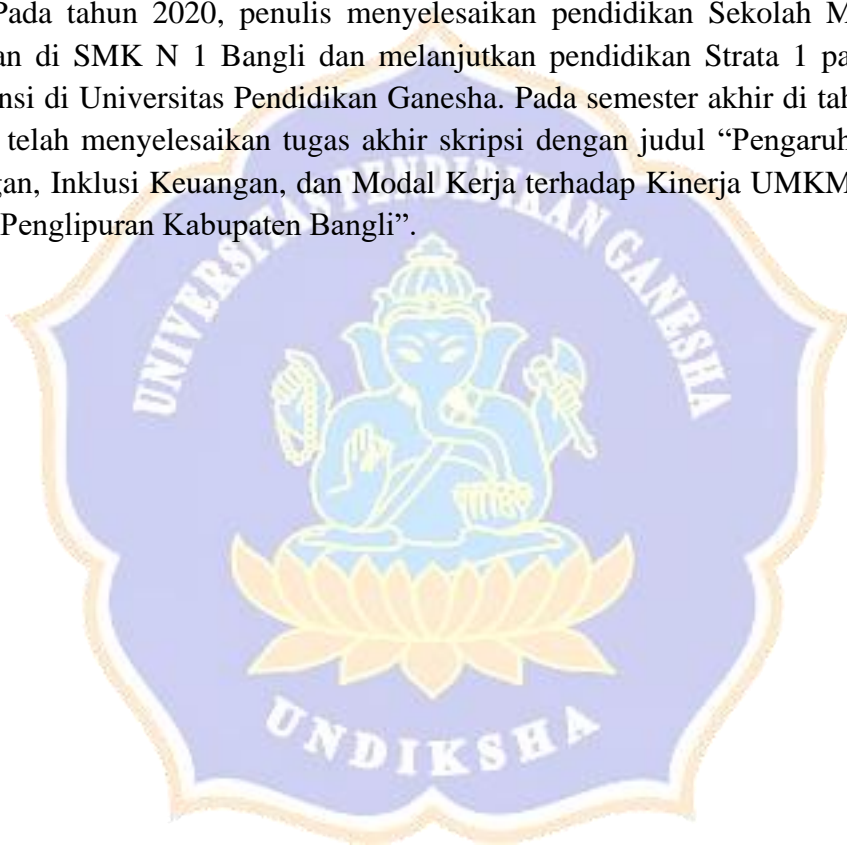 Pada tahun 2020, penulis menyelesaikan pendidikan Sekolah M
an di SMK N 1 Bangli dan melanjutkan pendidikan Strata 1 pa
nsi di Universitas Pendidikan Ganesha. Pada semester akhir di tah
telah menyelesaikan tugas akhir skripsi dengan judul “Pengaruh
gan, Inklusi Keuangan, dan Modal Kerja terhadap Kinerja UMKM
Penglipuran Kabupaten Bangli”.
UNIVERSITAS PENDIDIKAN GANESHA
UNDIKSHA